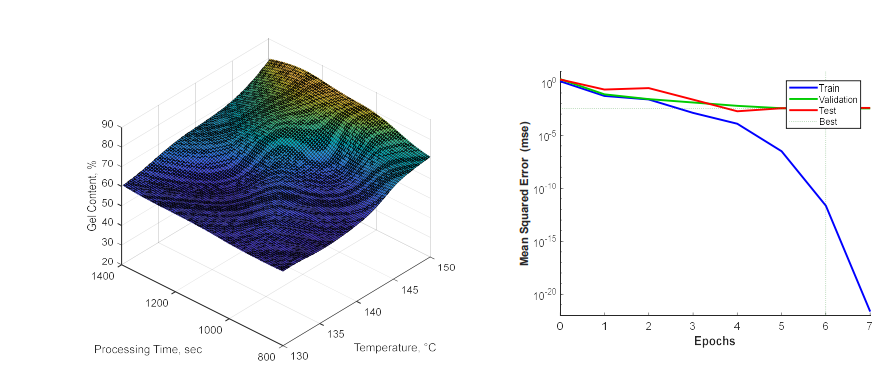 90
80
70
60
50
40
30
20
Gel Content. %
1400
1200
1000
800
Processing Time, sec
130
135
140
145
150
Temperature, °C
10^0
10^-5
10^-10
10^-15
10^-20
Mean Squared Error (mse)
0 1 2 3 4 5 6 7
Epochs
Train
Validation
Test
Best